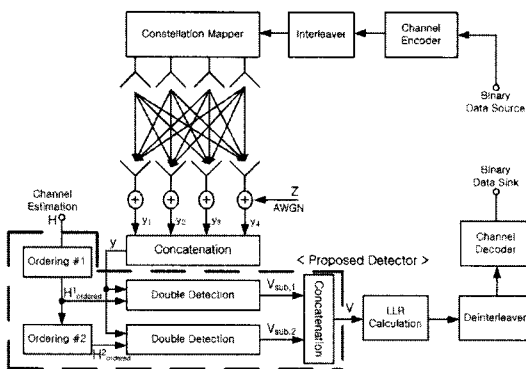 Constellation Mapper
Interleaver
Channel
Encoder
Binary
Data Source
Binary
Data Sink
Channel
Estimation
H
Z
AWGN
+ + + +
y1 y2 y3 y4
y
Concatenation
< Proposed Detector >
Channel
Decoder
Ordering #1
H1ordered
Double Detection
Vsub,1
Concatenation
V
LLR
Calculation
Deinterleaver
Ordering #2
H2ordered
Double Detection
Vsub,2